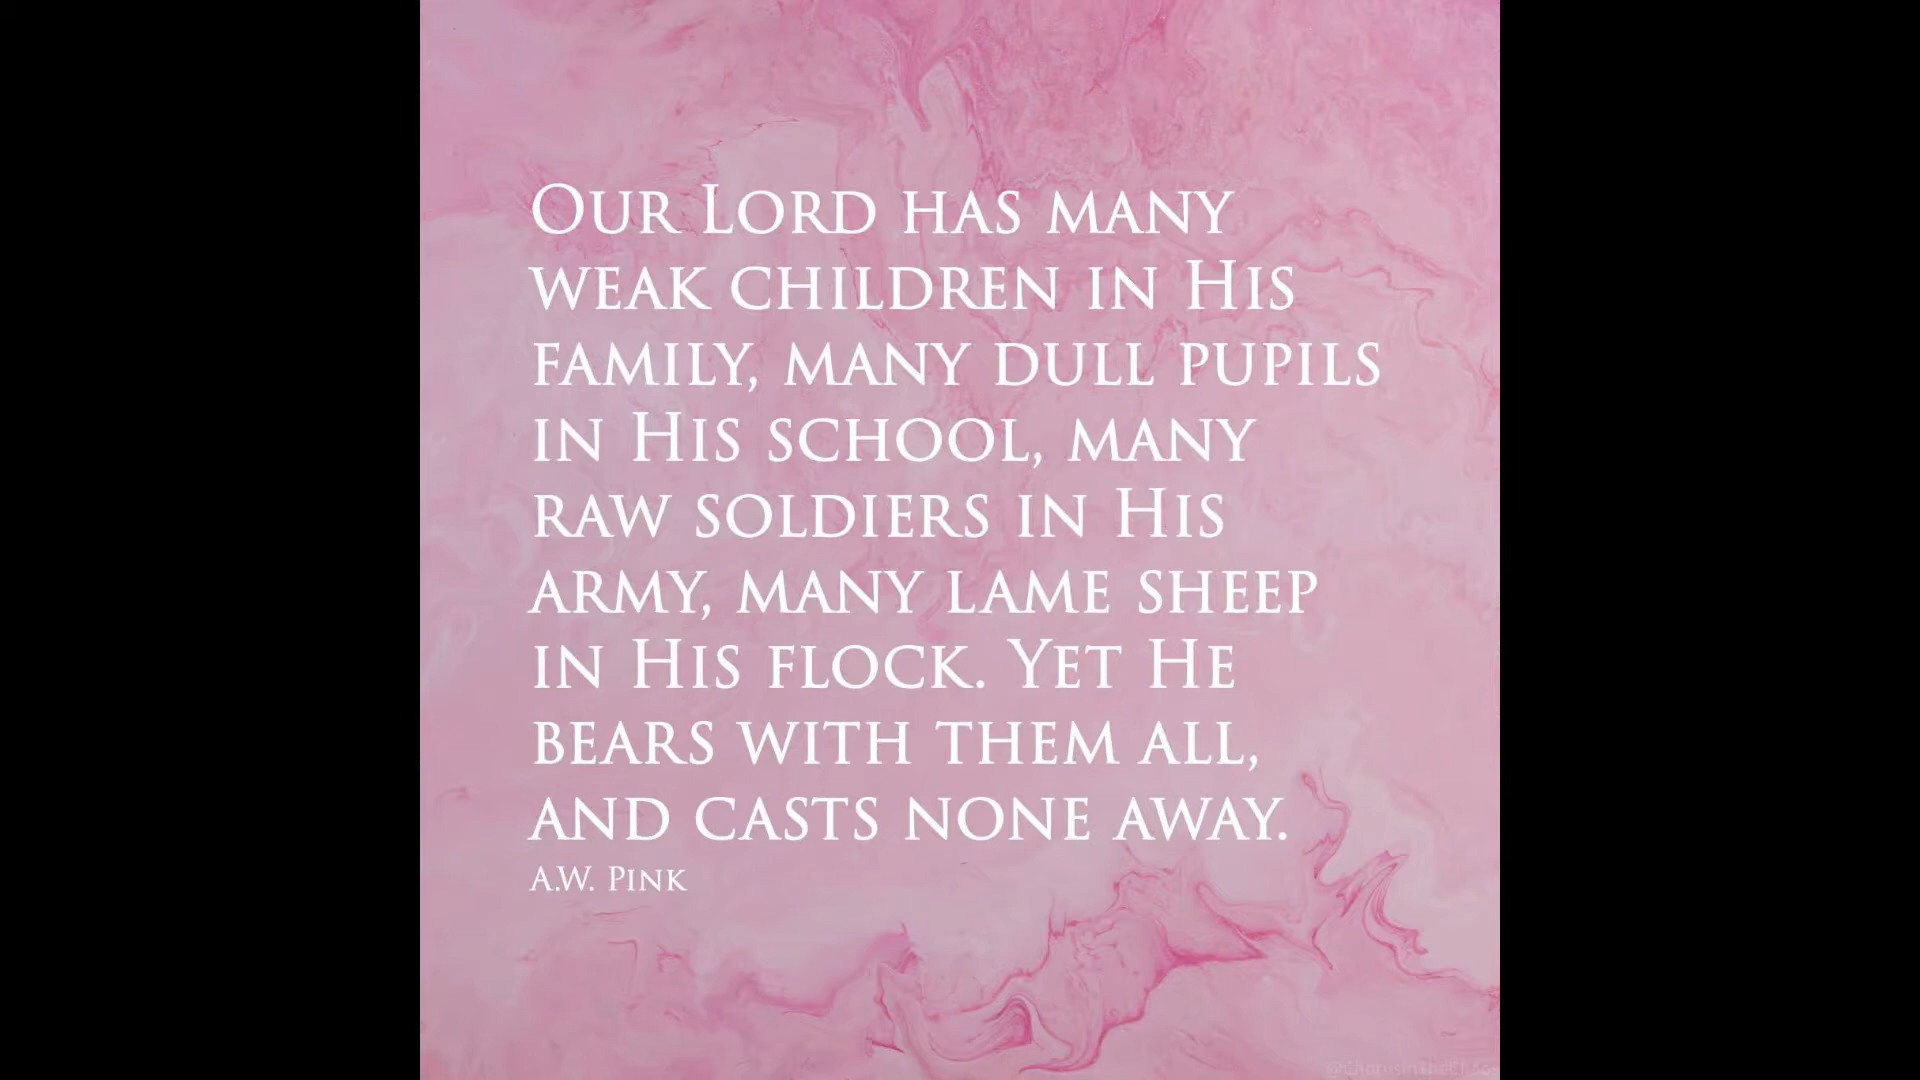 Our Lord has many
weak children in His
family, many dull pupils
in His school, many
raw soldiers in His
army, many lame sheep
in His flock. Yet He
bears with them all,
and casts none away.
A.W. Pink